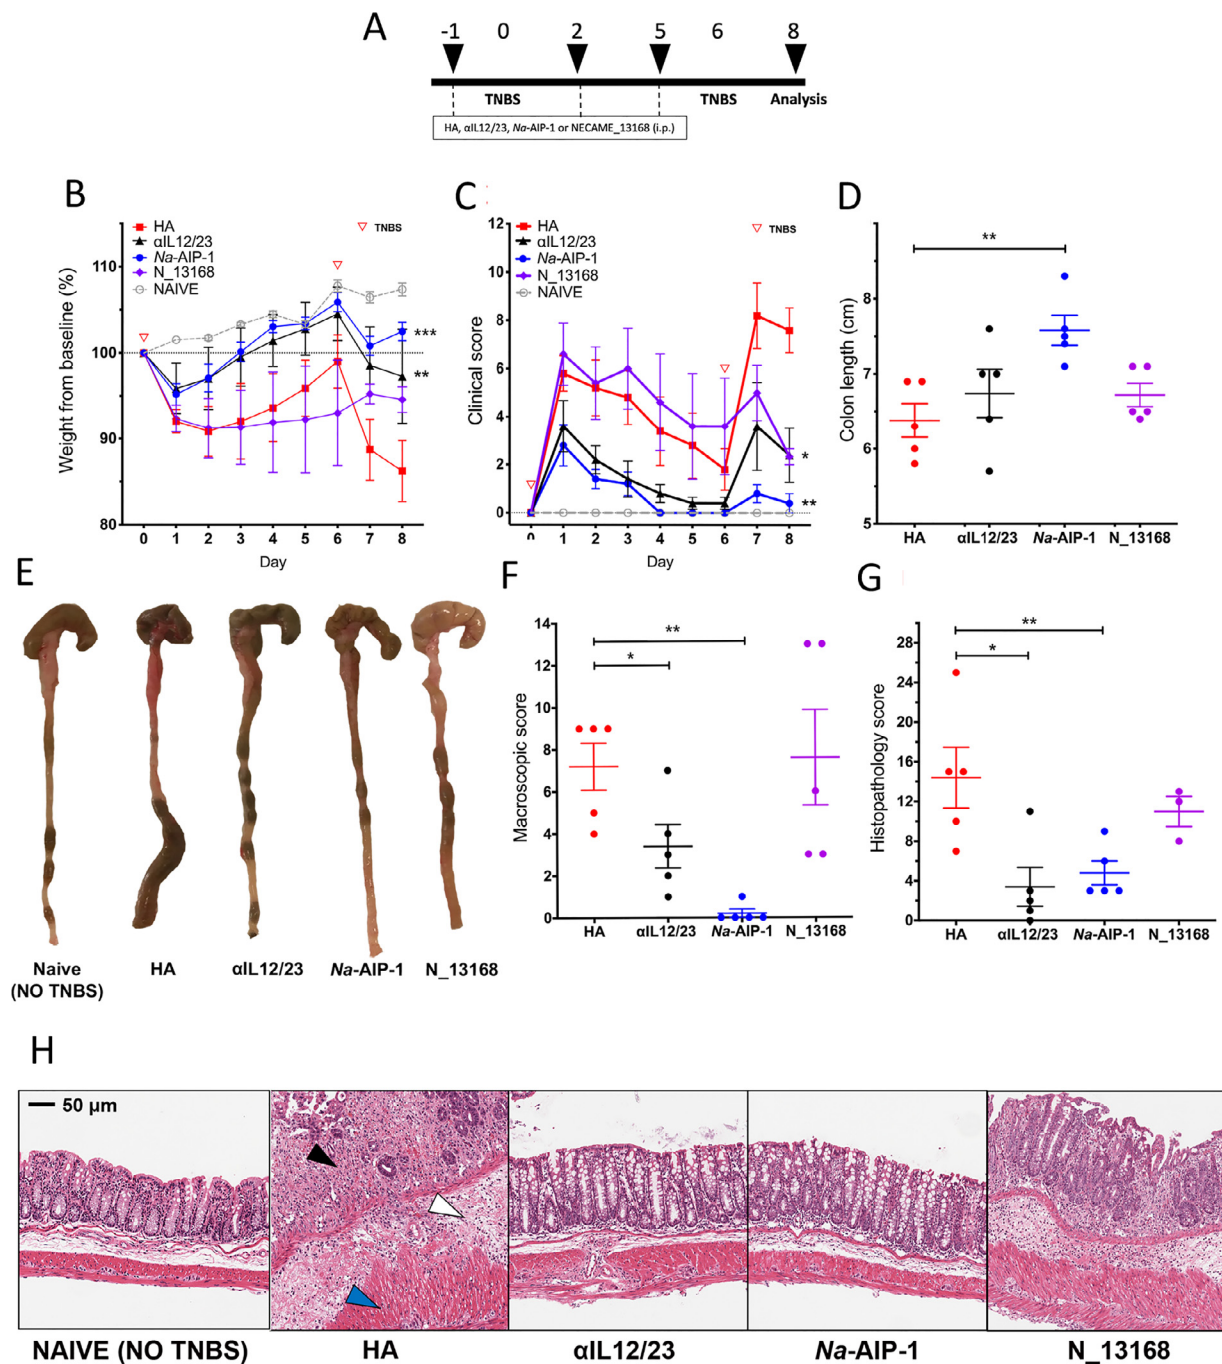 A
-1 0 2 5 6 8
TNBS TNBS Analysis
HA, αIL12/23, Na-AIP-1 or NECAME_13168 (i.p.)
B
HA
αIL12/23
Na-AIP-1
N_13168
NAIVE
TNBS
Weight from baseline (%)
110
100
90
80
***
**
0 1 2 3 4 5 6 7 8
Day
C
HA
αIL12/23
Na-AIP-1
N_13168
NAIVE
TNBS
Clinical score
12
10
8
6
4
2
0
*
**
0 1 2 3 4 5 6 7 8
Day
D
**
Colon length (cm)
8
7
6
5
HA αIL12/23 Na-AIP-1 N_13168
E
Naive HA αIL12/23 Na-AIP-1 N_13168
(NO TNBS)
F
**
*
Macroscopic score
14
12
10
8
6
4
2
0
HA αIL12/23 Na-AIP-1 N_13168
G
**
*
Histopathology score
28
24
20
16
12
8
4
0
HA αIL12/23 Na-AIP-1 N_13168
H
50 µm
NAIVE (NO TNBS) HA αIL12/23 Na-AIP-1 N_13168